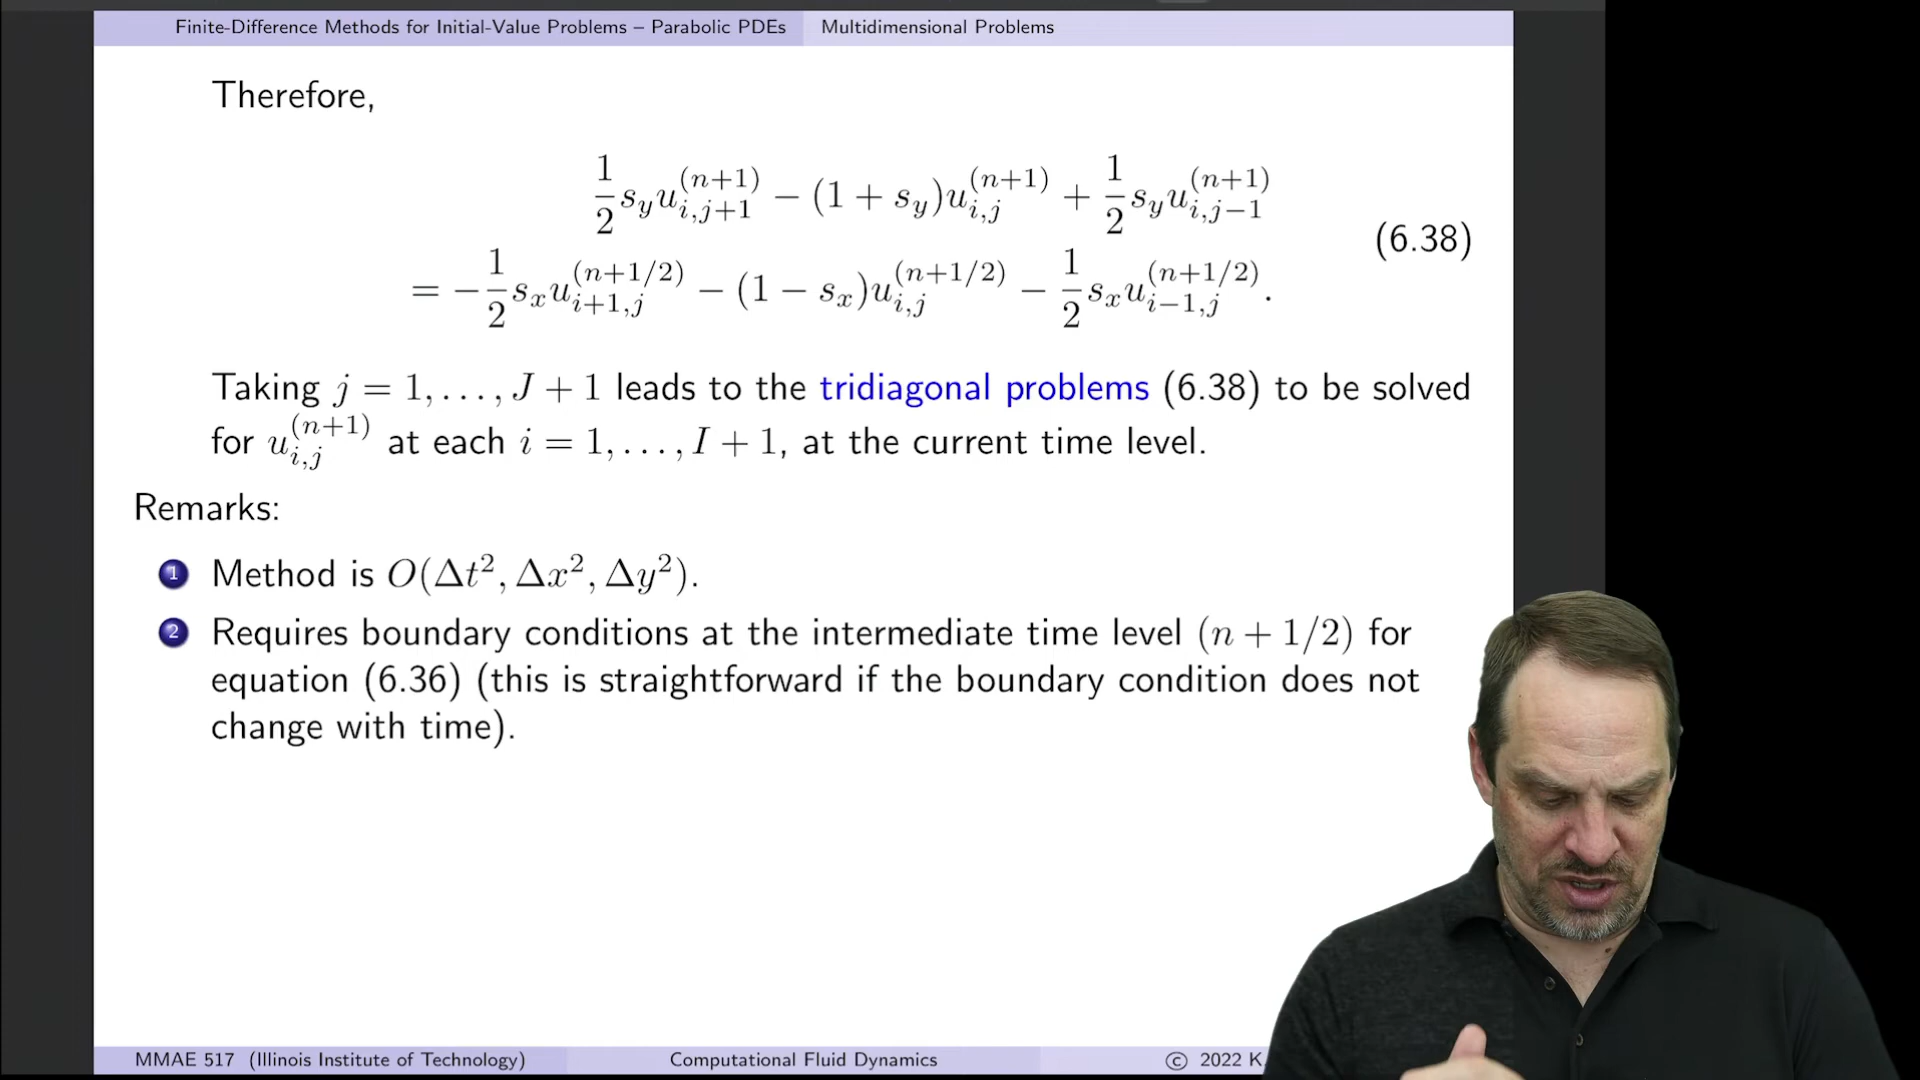 Finite-Difference Methods for Initial-Value Problems – Parabolic PDEs Multidimensional Problems
Therefore,
\frac{1}{2}s_y u_{i,j+1}^{(n+1)} − (1 + s_y)u_{i,j}^{(n+1)} + \frac{1}{2}s_y u_{i,j−1}^{(n+1)}
(6.38)
= −\frac{1}{2}s_x u_{i+1,j}^{(n+1/2)} − (1 − s_x)u_{i,j}^{(n+1/2)} − \frac{1}{2}s_x u_{i−1,j}^{(n+1/2)}.
Taking j = 1, . . . , J + 1 leads to the tridiagonal problems (6.38) to be solved
for u_{i,j}^{(n+1)} at each i = 1, . . . , I + 1, at the current time level.
Remarks:
1 Method is O(Δt², Δx², Δy²).
2 Requires boundary conditions at the intermediate time level (n + 1/2) for
equation (6.36) (this is straightforward if the boundary condition does not
change with time).
MMAE 517 (Illinois Institute of Technology) Computational Fluid Dynamics © 2022 K